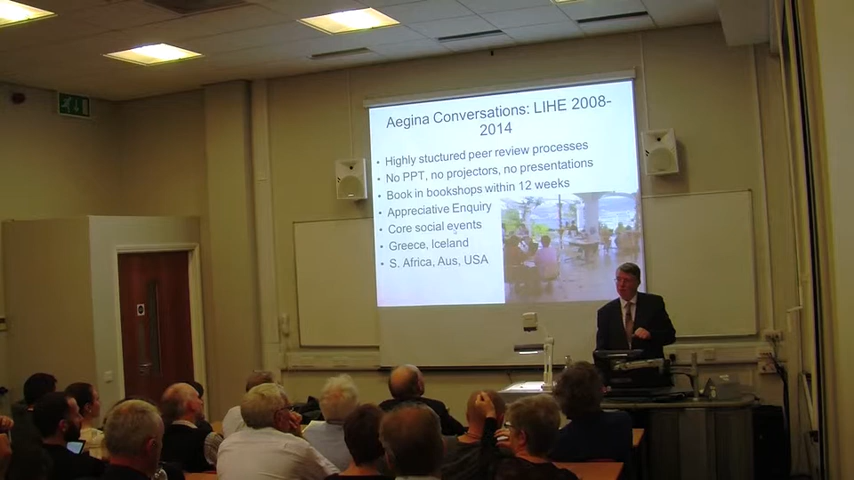 Aegina Conversations: LIHE 2008-
2014
• Highly stuctured peer review processes
• No PPT, no projectors, no presentations
• Book in bookshops within 12 weeks
• Appreciative Enquiry
• Core social events
• Greece, Iceland
• S. Africa, Aus, USA